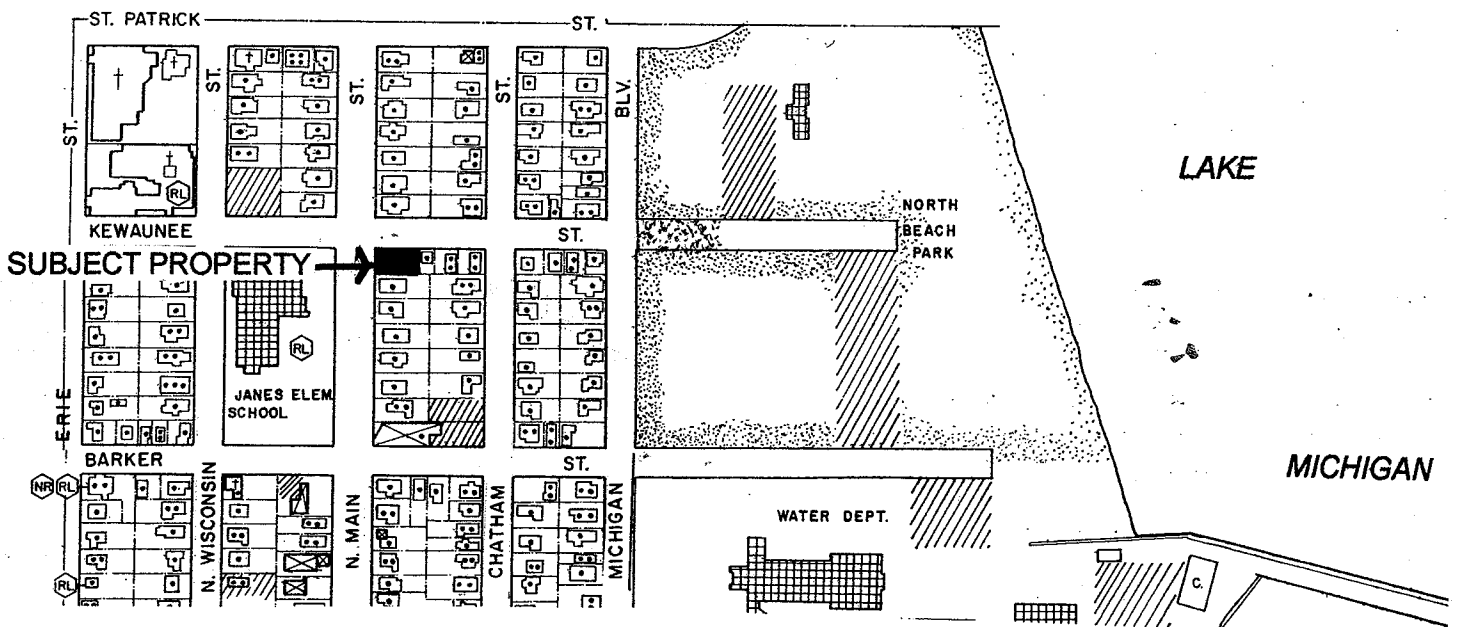 ST. PATRICK
ST.
ST.
ST.
ST.
ST.
BLV.
LAKE
RL
NORTH
BEACH
PARK
KEWAUNEE
ST.
SUBJECT PROPERTY
RL
JANES ELEM.
SCHOOL
ERIE
BARKER
ST.
MICHIGAN
NR
RL
N. WISCONSIN
N. MAIN
CHATHAM
MICHIGAN
WATER DEPT.
RL
C.